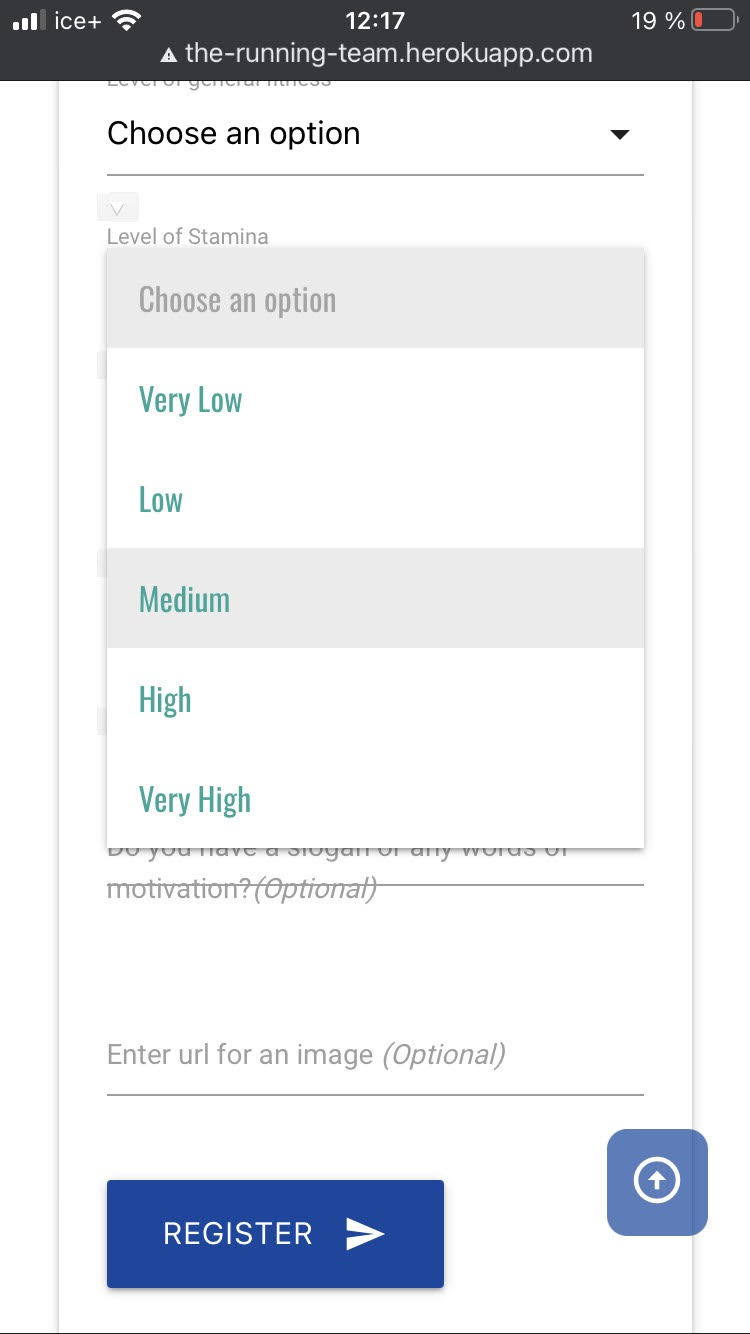 ice+ 12:17 19 %
the-running-team.herokuapp.com
Level of general fitness
Choose an option
Level of Stamina
Choose an option
Very Low
Low
Medium
High
Very High
Do you have a slogan or any words of
motivation?(Optional)
Enter url for an image (Optional)
REGISTER